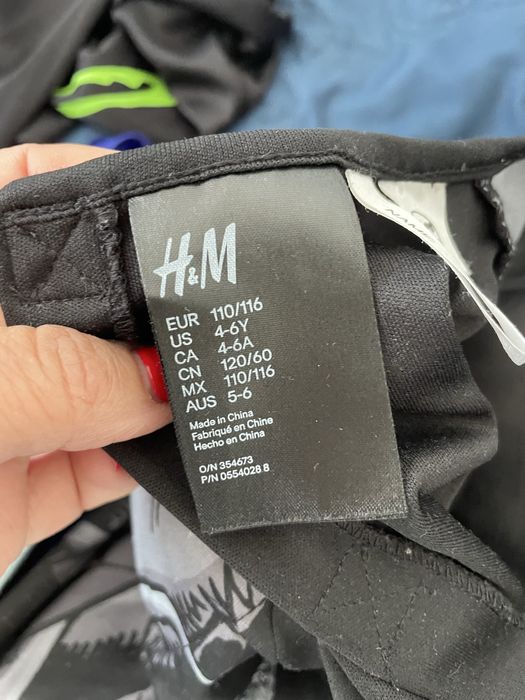 H&M
EUR 110/116
US 4-6Y
CA 4-6A
CN 120/60
MX 110/116
AUS 5-6
Made in China
Fabriqué en Chine
Hecho en China
O/N 354673
P/N 0554028 B